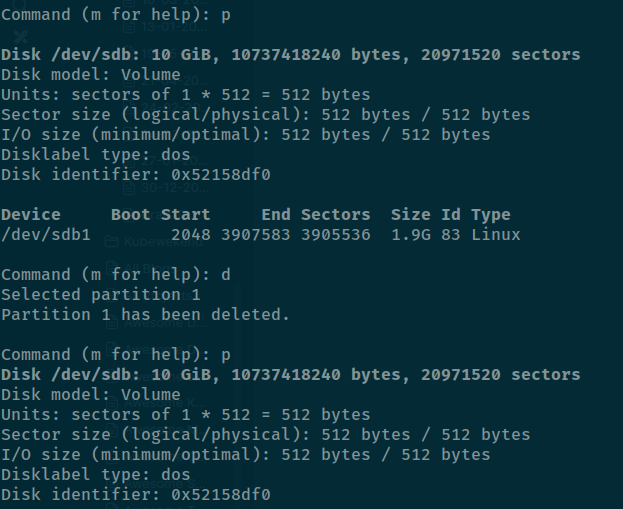 Command (m for help): p
Disk /dev/sdb: 10 GiB, 10737418240 bytes, 20971520 sectors
Disk model: Volume
Units: sectors of 1 * 512 = 512 bytes
Sector size (logical/physical): 512 bytes / 512 bytes
I/O size (minimum/optimal): 512 bytes / 512 bytes
Disklabel type: dos
Disk identifier: 0x52158df0
Device     Boot Start     End Sectors  Size Id Type
/dev/sdb1        2048 3907583 3905536  1.9G 83 Linux
Command (m for help): d
Selected partition 1
Partition 1 has been deleted.
Command (m for help): p
Disk /dev/sdb: 10 GiB, 10737418240 bytes, 20971520 sectors
Disk model: Volume
Units: sectors of 1 * 512 = 512 bytes
Sector size (logical/physical): 512 bytes / 512 bytes
I/O size (minimum/optimal): 512 bytes / 512 bytes
Disklabel type: dos
Disk identifier: 0x52158df0